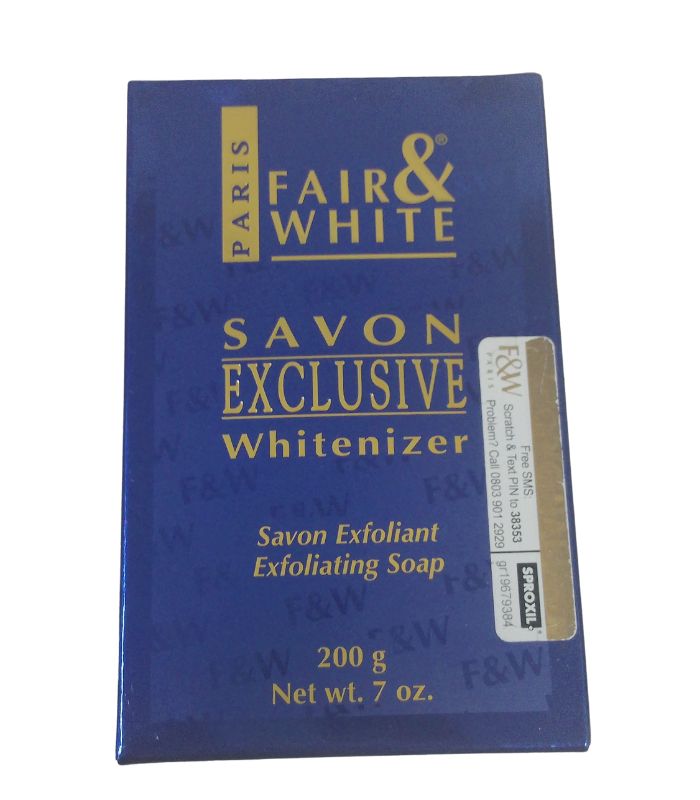 PARIS
FAIR &®
WHITE
SAVON
EXCLUSIVE
Whitenizer
Savon Exfoliant
Exfoliating Soap
200 g
Net wt. 7 oz.
F&W
PARIS
Free SMS:
Scratch & Text PIN to 38353
Problem? Call 0803 901 2929
SPROXIL
gr19679384
F&W
F&W
F&W
F&W
F&W
F&W